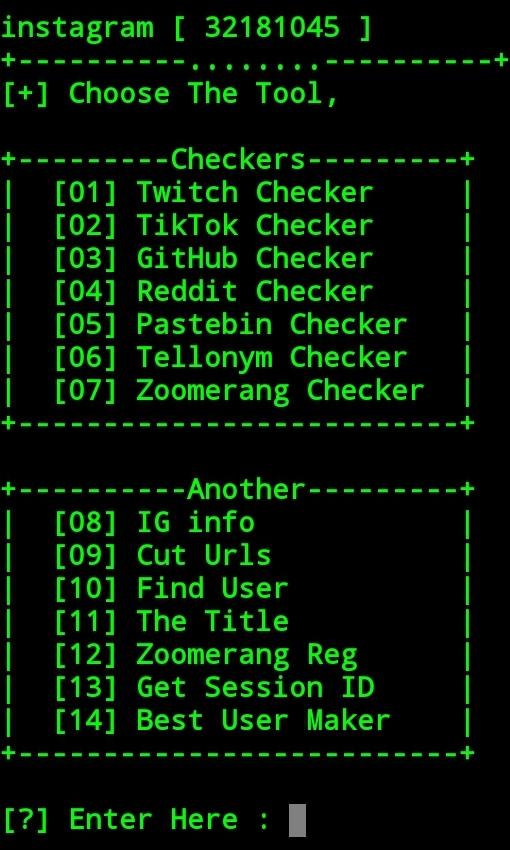 instagram [ 32181045 ]
+----------........----------+
[+] Choose The Tool,
+---------Checkers---------+
|  [01] Twitch Checker     |
|  [02] TikTok Checker     |
|  [03] GitHub Checker     |
|  [04] Reddit Checker     |
|  [05] Pastebin Checker   |
|  [06] Tellonym Checker   |
|  [07] Zoomerang Checker  |
+--------------------------+
+----------Another---------+
|  [08] IG info            |
|  [09] Cut Urls           |
|  [10] Find User          |
|  [11] The Title          |
|  [12] Zoomerang Reg      |
|  [13] Get Session ID     |
|  [14] Best User Maker    |
+--------------------------+
[?] Enter Here :